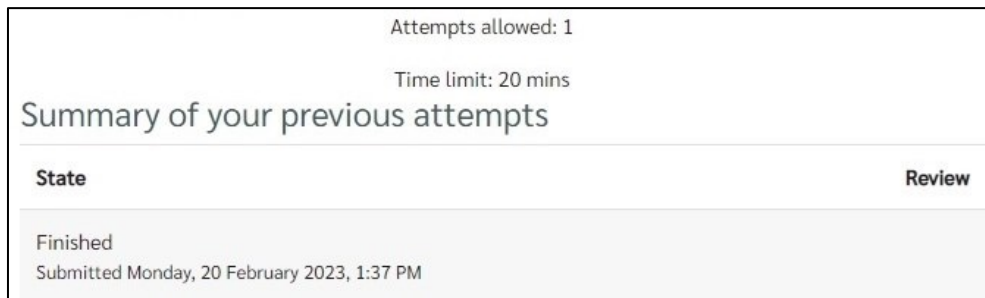 Attempts allowed: 1
Time limit: 20 mins
Summary of your previous attempts
State Review
Finished
Submitted Monday, 20 February 2023, 1:37 PM